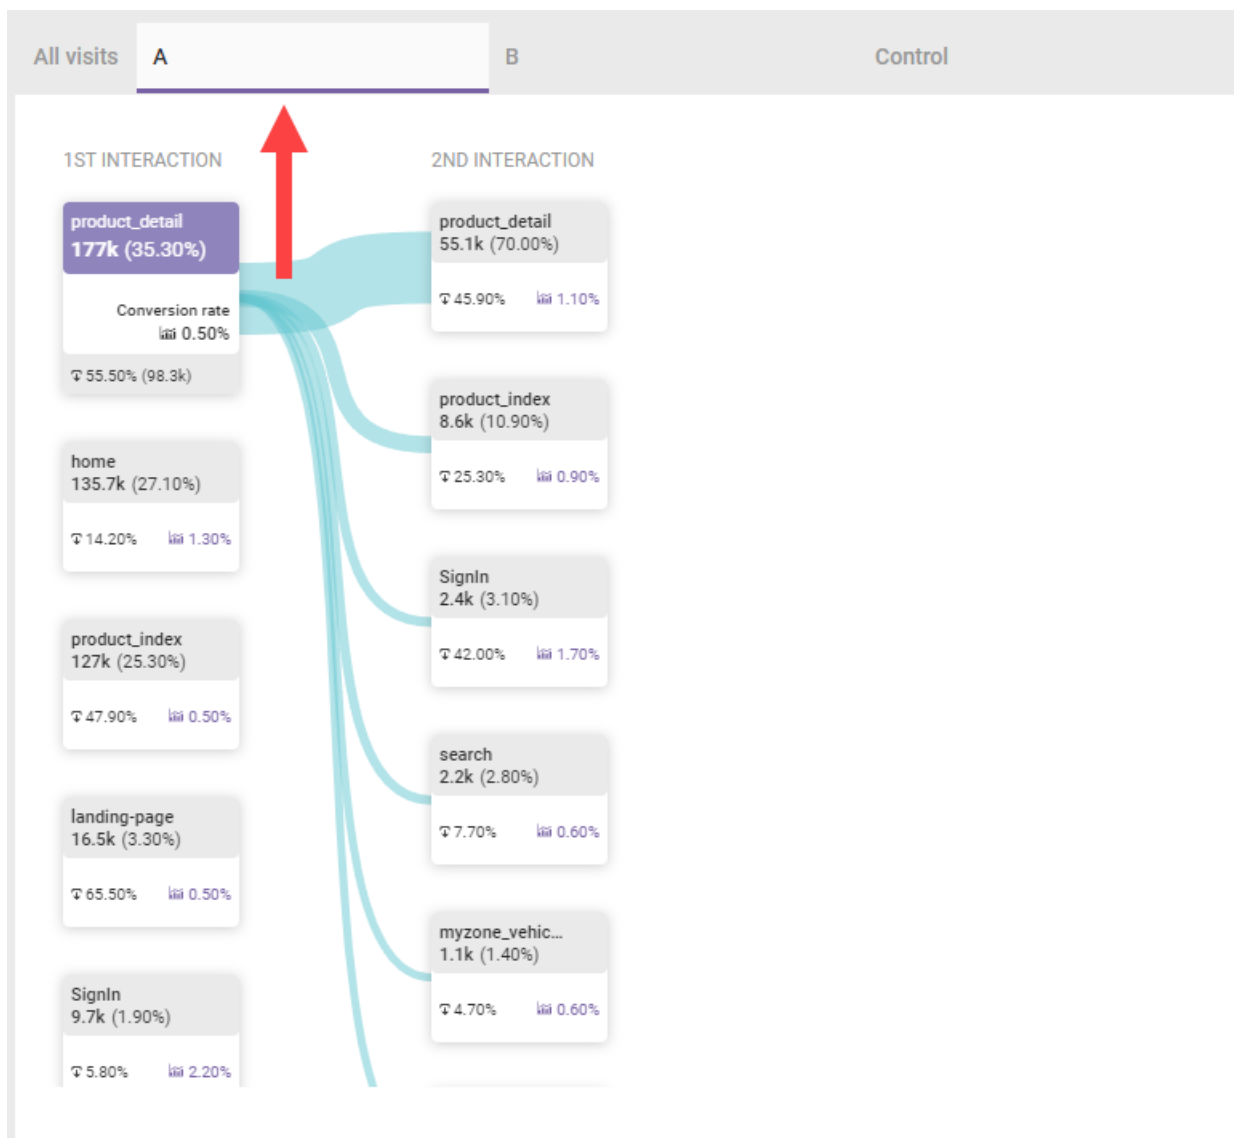 All visits
A
B
Control
1ST INTERACTION
2ND INTERACTION
product_detail
177k (35.30%)
Conversion rate
0.50%
55.50% (98.3k)
home
135.7k (27.10%)
14.20% 1.30%
product_index
127k (25.30%)
47.90% 0.50%
landing-page
16.5k (3.30%)
65.50% 0.50%
SignIn
9.7k (1.90%)
5.80% 2.20%
product_detail
55.1k (70.00%)
45.90% 1.10%
product_index
8.6k (10.90%)
25.30% 0.90%
SignIn
2.4k (3.10%)
42.00% 1.70%
search
2.2k (2.80%)
7.70% 0.60%
myzone_vehic...
1.1k (1.40%)
4.70% 0.60%